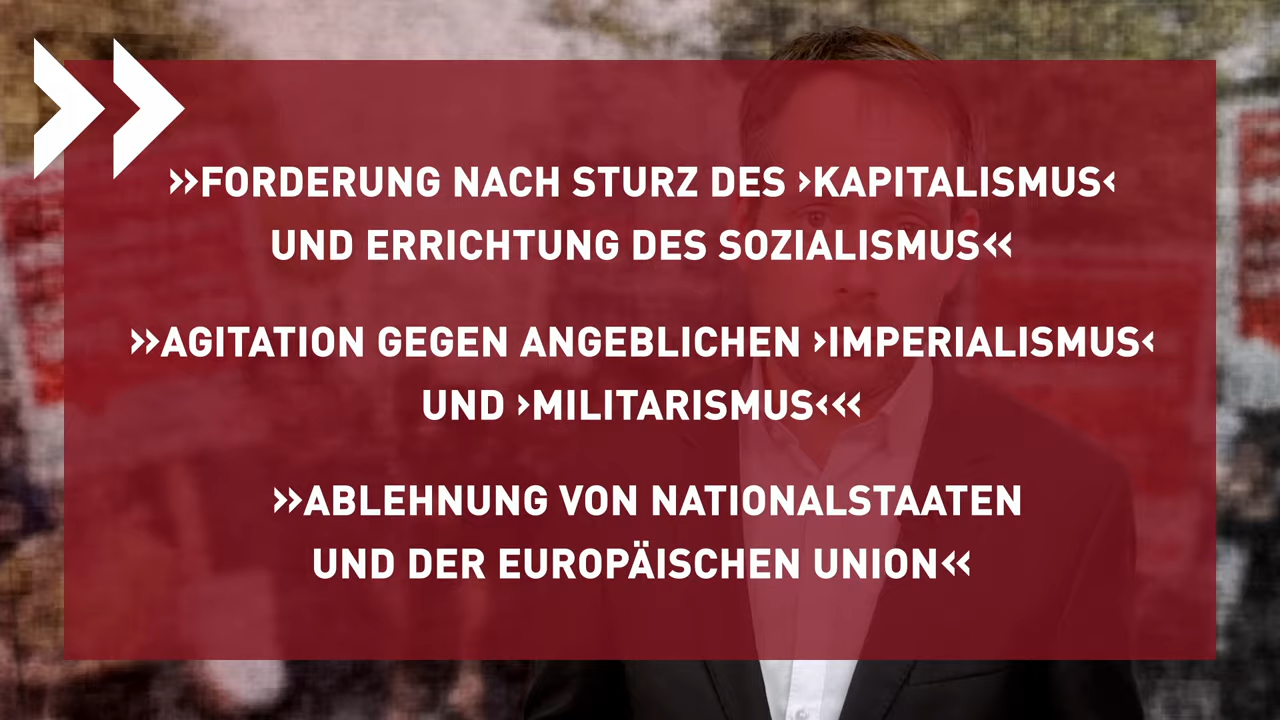 »FORDERUNG NACH STURZ DES ›KAPITALISMUS‹
UND ERRICHTUNG DES SOZIALISMUS«
»AGITATION GEGEN ANGEBLICHEN ›IMPERIALISMUS‹
UND ›MILITARISMUS‹«
»ABLEHNUNG VON NATIONALSTAATEN
UND DER EUROPÄISCHEN UNION«